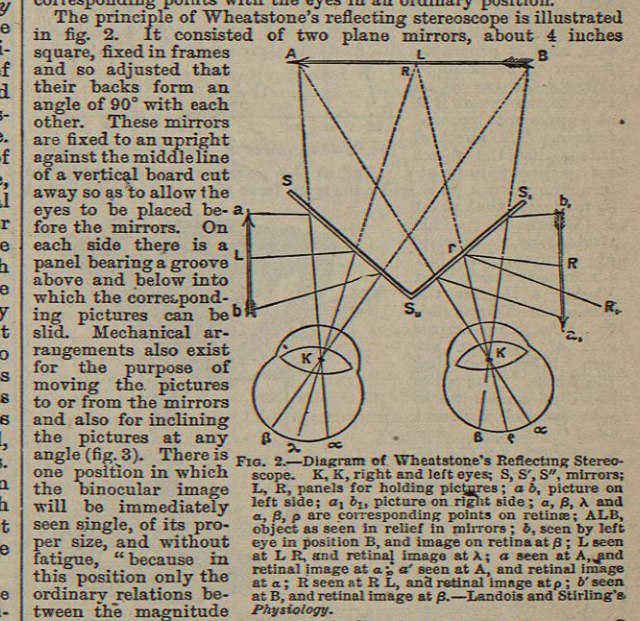 The principle of Wheatstone's reflecting stereoscope is illustrated
in fig. 2. It consisted of two plane mirrors, about 4 inches
square, fixed in frames
and so adjusted that
their backs form an
angle of 90° with each
other. These mirrors
are fixed to an upright
against the middle line
of a vertical board cut
away so as to allow the
eyes to be placed be-
fore the mirrors. On
each side there is a
panel bearing a groove
above and below into
which the correspond-
ing pictures can be
slid. Mechanical ar-
rangements also exist
for the purpose of
moving the pictures
to or from the mirrors
and also for inclining
the pictures at any
angle (fig. 3). There is
one position in which
the binocular image
will be immediately
seen single, of its pro-
per size, and without
fatigue, "because in
this position only the
ordinary relations be-
tween the magnitude
A
L
B
R
S
S,
a
b,
L
r
R
b
S,,
R,
a,
K
K
β
λ
α
β
ρ
α
FIG. 2.—Diagram of Wheatstone's Reflecting Stereo-
scope. K, K, right and left eyes; S, S', S", mirrors;
L, R, panels for holding pictures; a b, picture on
left side; a₁ b₁, picture on right side; α, β, λ and
α, β, ρ are corresponding points on retinæ; ALB,
object as seen in relief in mirrors; b, seen by left
eye in position B, and image on retina at β; L seen
at L R, and retinal image at λ; a seen at A, and
retinal image at α; a' seen at A, and retinal image
at α; R seen at R L, and retinal image at ρ; b' seen
at B, and retinal image at β.—Landois and Stirling's
Physiology.